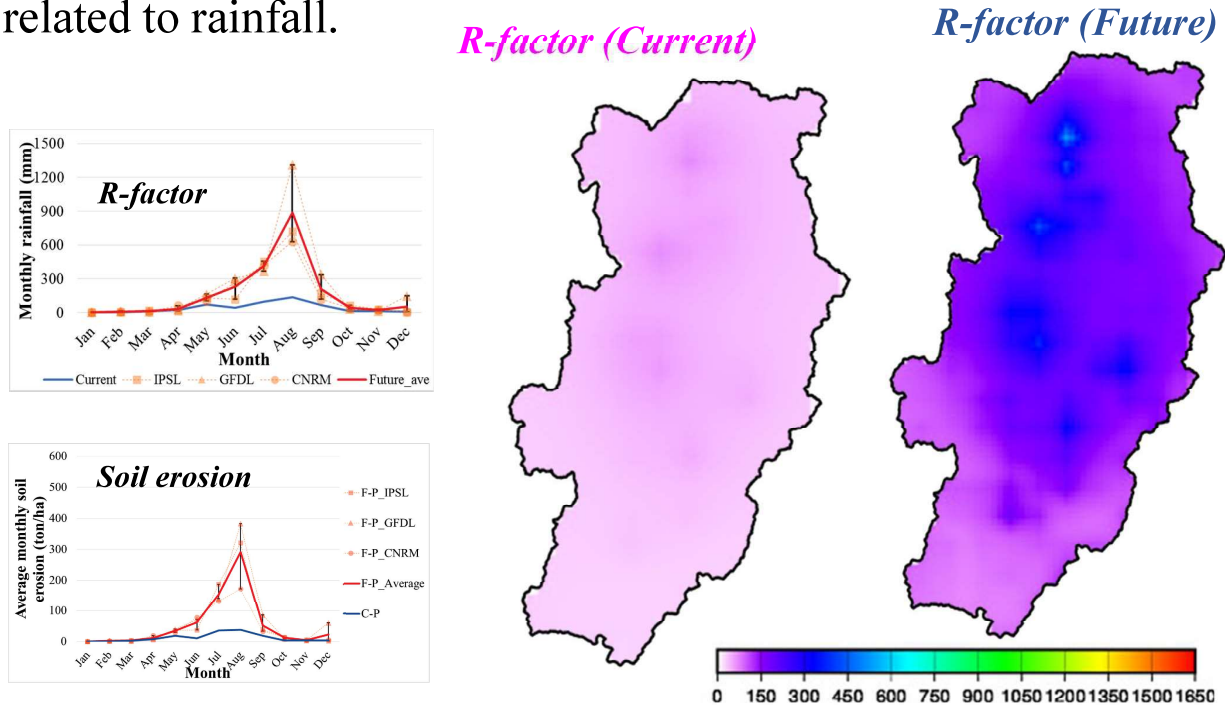 related to rainfall.
R-factor (Current)
R-factor (Future)
R-factor
Monthly rainfall (mm)
1500
1200
900
600
300
0
Jan Feb Mar Apr May Jun Jul Aug Sep Oct Nov Dec
Month
Current IPSL GFDL CNRM Future_ave
Soil erosion
Average monthly soil
erosion (ton/ha)
600
500
400
300
200
100
0
Jan Feb Mar Apr May Jun Jul Aug Sep Oct Nov Dec
Month
F-P_IPSL
F-P_GFDL
F-P_CNRM
F-P_Average
C-P
0 150 300 450 600 750 900 1050 1200 1350 1500 1650